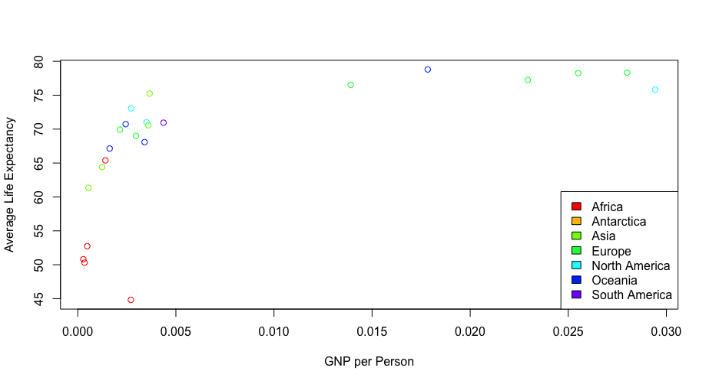 Average Life Expectancy
80
75
70
65
60
55
50
45
Africa
Antarctica
Asia
Europe
North America
Oceania
South America
0.000 0.005 0.010 0.015 0.020 0.025 0.030
GNP per Person